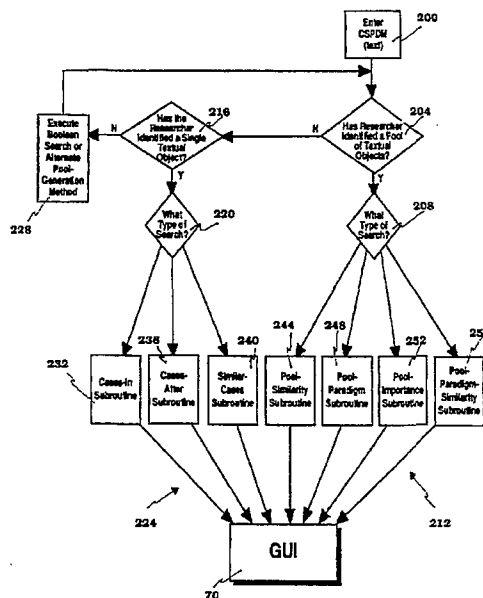 Enter
CSPDM
(text)
200
216
204
Has the
Researcher
Identified a Single
Textual
Object?
N
N
Has Researcher
Identified a Pool
of Textual
Objects?
Execute
Boolean
Search or
Alternate
Pool-
Generation
Method
228
Y
Y
What
Type of
Search?
220
What
Type of
Search?
208
232
236
240
244
248
252
25
Cases-In
Subroutine
Cases-
After
Subroutine
Similar-
Cases
Subroutine
Pool-
Similarity
Subroutine
Pool-
Paradigm
Subroutine
Pool-
Importance
Subroutine
Pool-
Paradigm-
Similarity
Subroutine
224
212
GUI
70